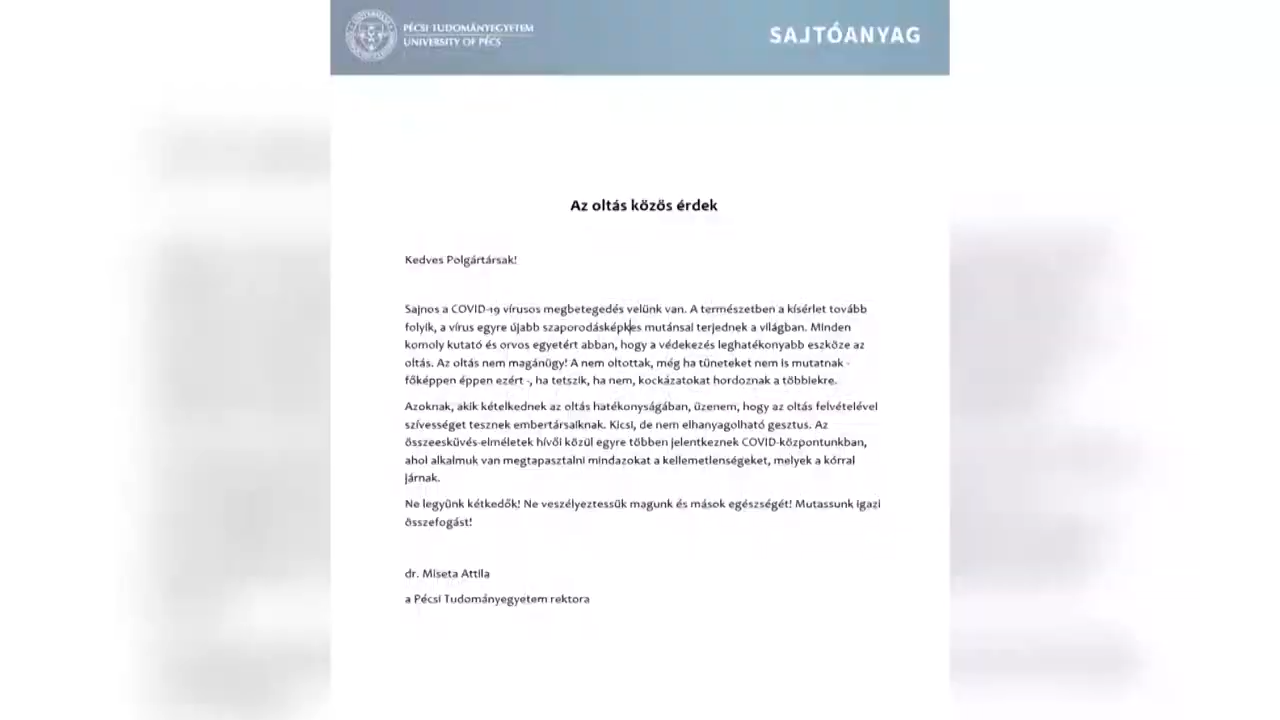 PÉCSI TUDOMÁNYEGYETEM
UNIVERSITY OF PÉCS
SAJTÓANYAG
Az oltás közös érdek
Kedves Polgártársak!
Sajnos a COVID-19 vírusos megbetegedés velünk van. A természetben a kísérlet tovább
folyik, a vírus egyre újabb szaporodásképkes mutánsal terjednek a világban. Minden
komoly kutató és orvos egyetért abban, hogy a védekezés leghatékonyabb eszköze az
oltás. Az oltás nem magánügy! A nem oltottak, még ha tüneteket nem is mutatnak -
főképpen éppen ezért -, ha tetszik, ha nem, kockázatokat hordoznak a többiekre.
Azoknak, akik kételkednek az oltás hatékonyságában, üzenem, hogy az oltás felvételével
szívességet tesznek embertársaiknak. Kicsi, de nem elhanyagolható gesztus. Az
összeesküvés-elméletek hívői közül egyre többen jelentkeznek COVID-központunkban,
ahol alkalmuk van megtapasztalni mindazokat a kellemetlenségeket, melyek a kórral
járnak.
Ne legyünk kétkedők! Ne veszélyeztessük magunk és mások egészségét! Mutassunk igazi
összefogást!
dr. Miseta Attila
a Pécsi Tudományegyetem rektora